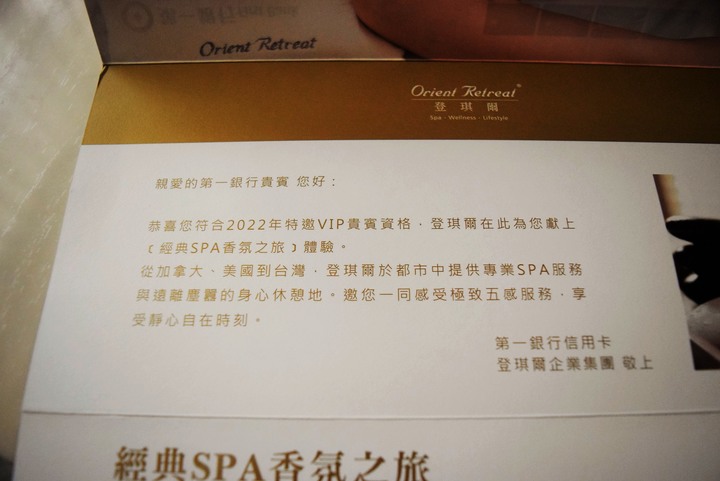 第一銀行 First Bank
Orient Retreat
Orient Retreat®
登琪爾
Spa・Wellness・Lifestyle
親愛的第一銀行貴賓 您好：
恭喜您符合2022年特邀VIP貴賓資格，登琪爾在此為您獻上
〔經典SPA香氛之旅〕體驗。
從加拿大、美國到台灣，登琪爾於都市中提供專業SPA服務
與遠離塵囂的身心休憩地。邀您一同感受極致五感服務，享
受靜心自在時刻。
第一銀行信用卡
登琪爾企業集團 敬上
經典SPA香氛之旅